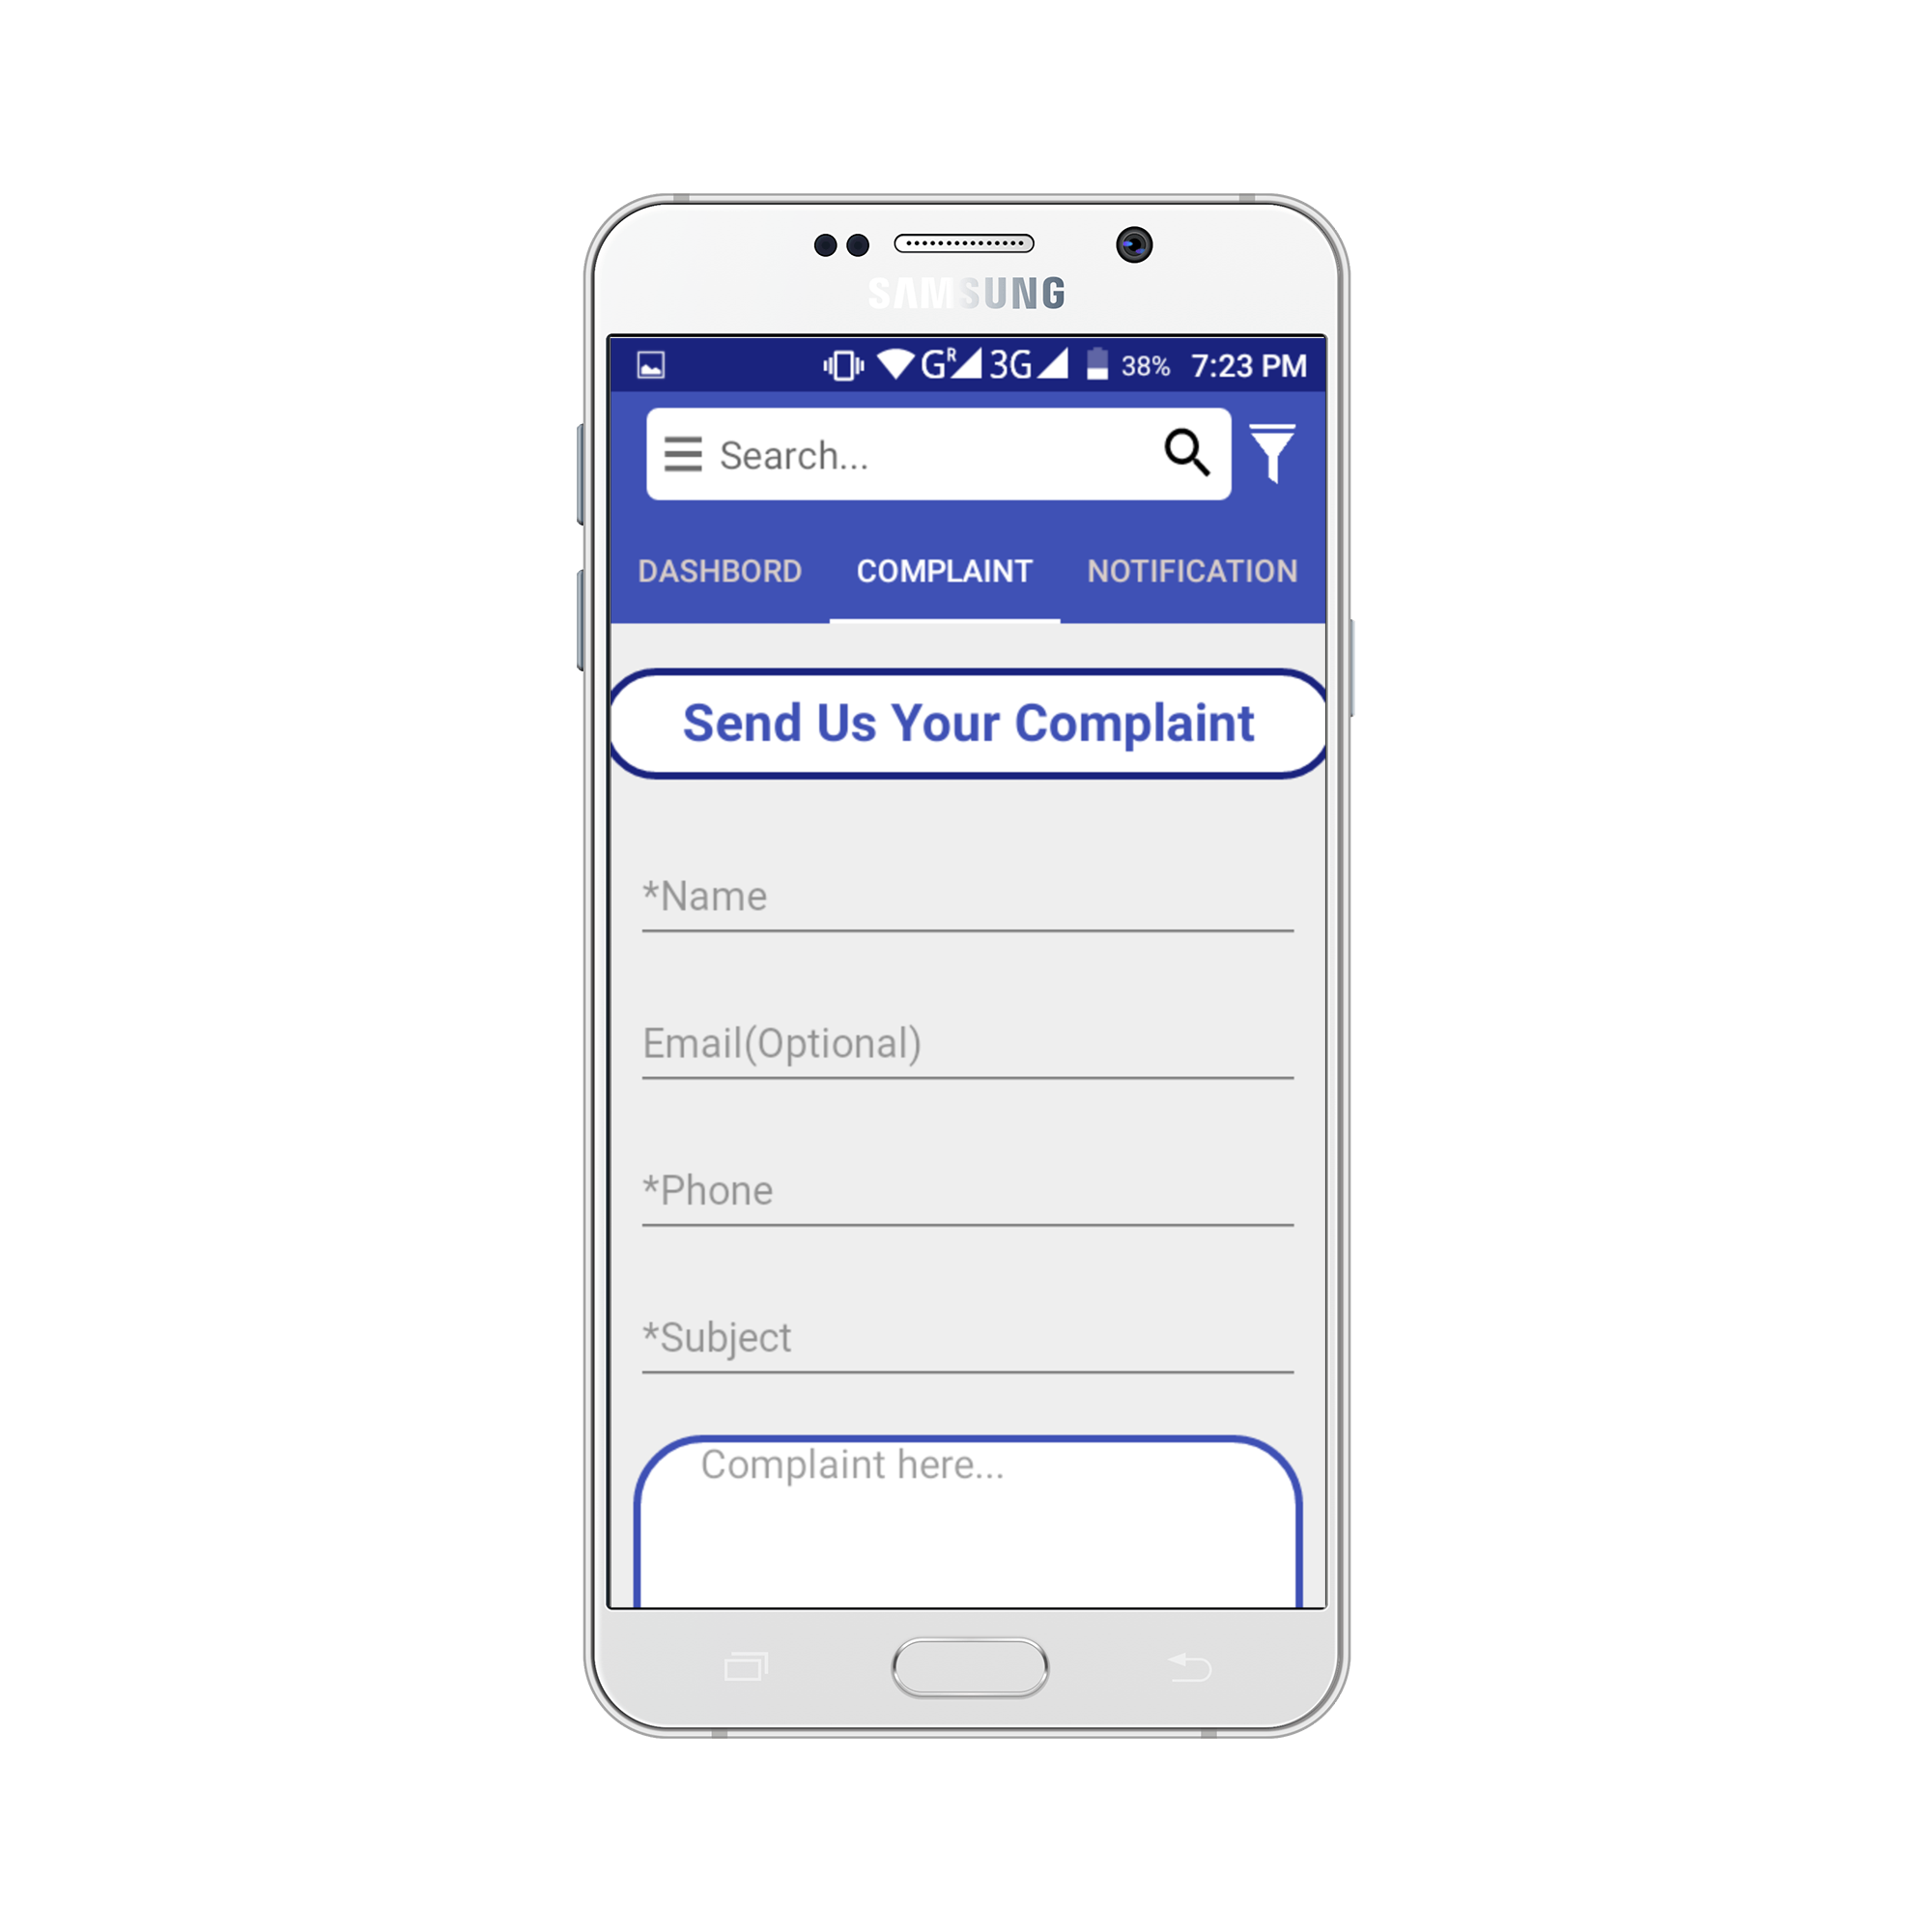 SAMSUNG
GR 3G 38% 7:23 PM
Search...
DASHBORD COMPLAINT NOTIFICATION
Send Us Your Complaint
*Name
Email(Optional)
*Phone
*Subject
Complaint here...